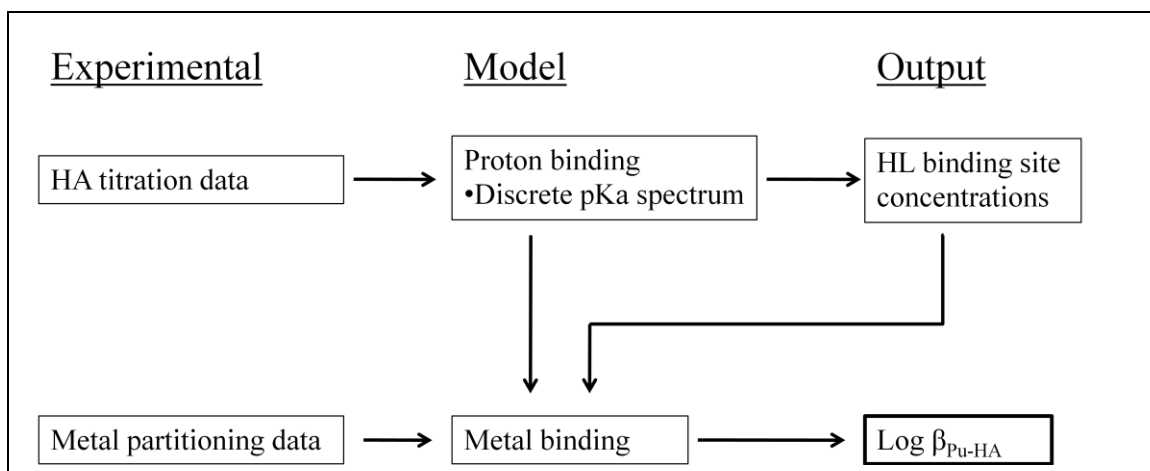 Experimental
Model
Output
HA titration data
Proton binding
•Discrete pKa spectrum
HL binding site
concentrations
Metal partitioning data
Metal binding
Log βPu-HA